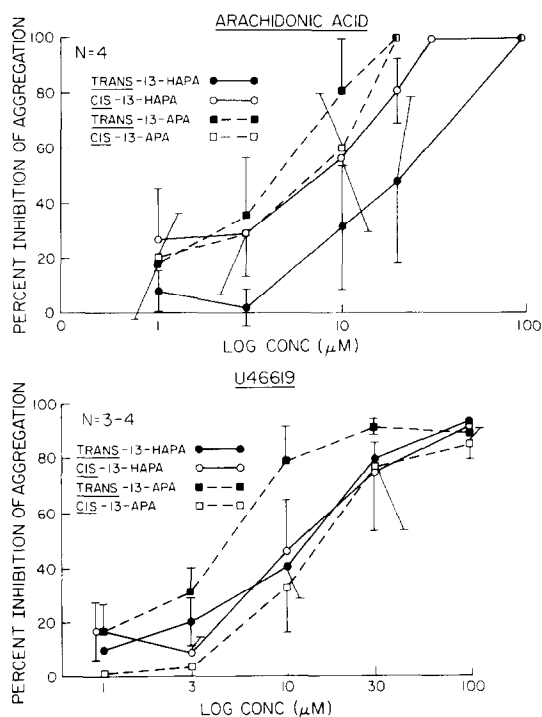 ARACHIDONIC ACID
PERCENT INHIBITION OF AGGREGATION
100
80
60
40
20
0
N=4
TRANS-13-HAPA
CIS-13-HAPA
TRANS-13-APA
CIS-13-APA
0 1 10 100
LOG CONC (μM)
U46619
PERCENT INHIBITION OF AGGREGATION
100
80
60
40
20
0
N=3-4
TRANS-13-HAPA
CIS-13-HAPA
TRANS-13-APA
CIS-13-APA
1 3 10 30 100
LOG CONC (μM)